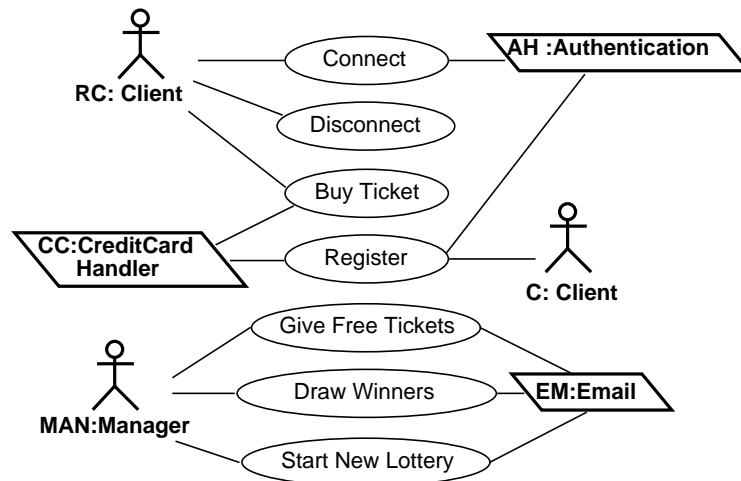 Connect
AH :Authentication
RC: Client
Disconnect
Buy Ticket
CC:CreditCard
Handler
Register
C: Client
Give Free Tickets
Draw Winners
EM:Email
MAN:Manager
Start New Lottery